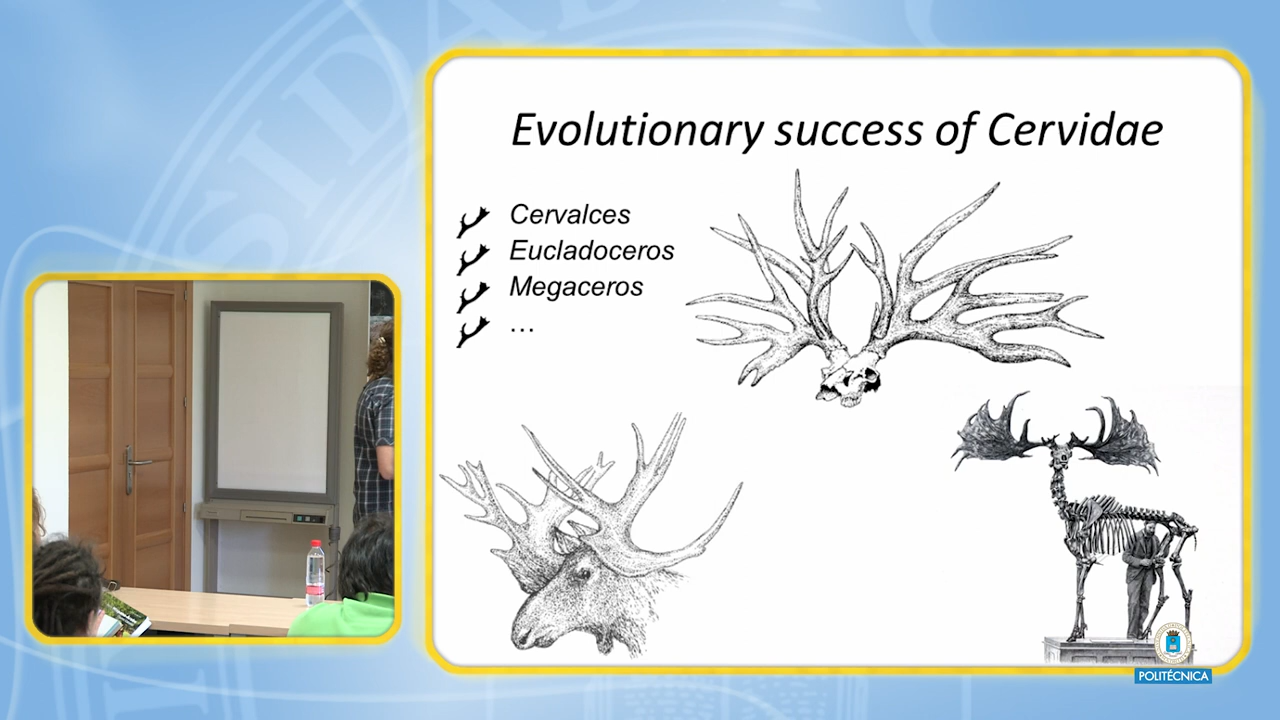 Evolutionary success of Cervidae
Cervalces
Eucladoceros
Megaceros
…
POLITÉCNICA